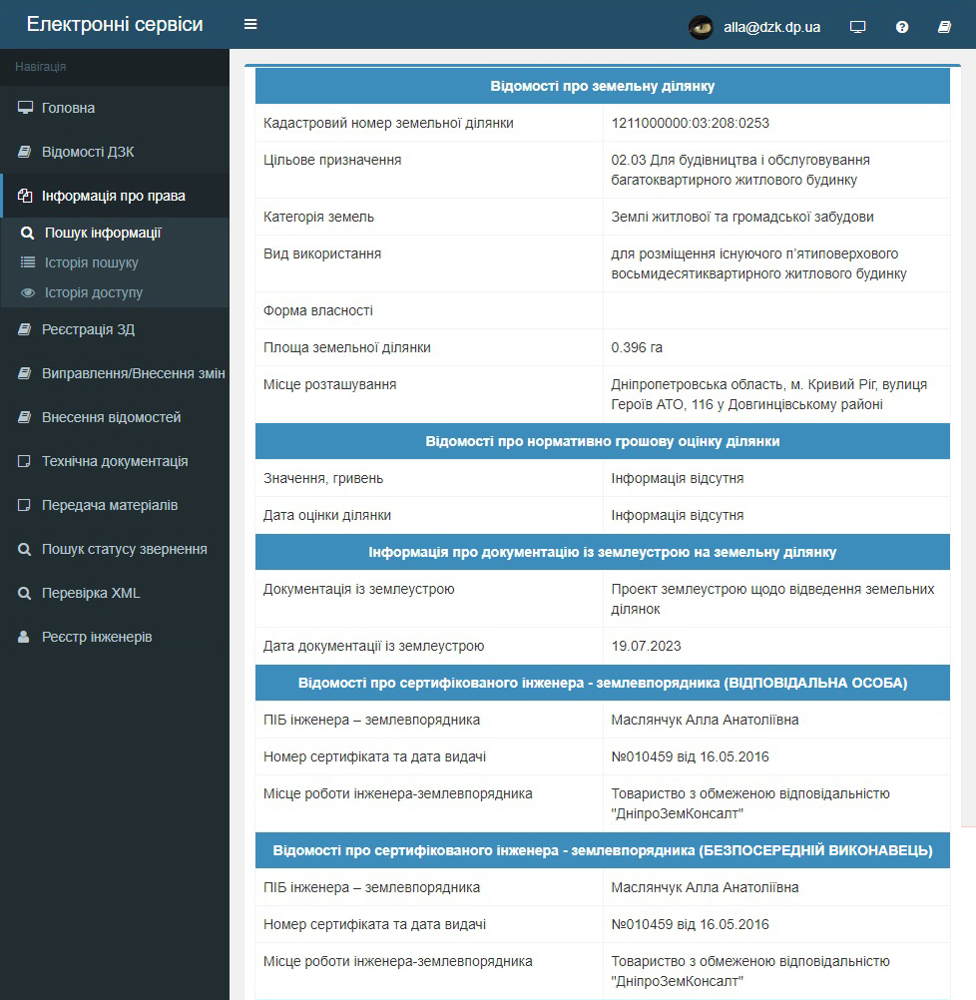 Електронні сервіси
alla@dzk.dp.ua
Навігація
Головна
Відомості ДЗК
Інформація про права
Пошук інформації
Історія пошуку
Історія доступу
Реєстрація ЗД
Виправлення/Внесення змін
Внесення відомостей
Технічна документація
Передача матеріалів
Пошук статусу звернення
Перевірка XML
Реєстр інженерів
Відомості про земельну ділянку
Кадастровий номер земельної ділянки
1211000000:03:208:0253
Цільове призначення
02.03 Для будівництва і обслуговування
багатоквартирного житлового будинку
Категорія земель
Землі житлової та громадської забудови
Вид використання
для розміщення існуючого п’ятиповерхового
восьмидесятиквартирного житлового будинку
Форма власності
Площа земельної ділянки
0.396 га
Місце розташування
Дніпропетровська область, м. Кривий Ріг, вулиця
Героїв АТО, 116 у Довгинцівському районі
Відомості про нормативно грошову оцінку ділянки
Значення, гривень
Інформація відсутня
Дата оцінки ділянки
Інформація відсутня
Інформація про документацію із землеустрою на земельну ділянку
Документація із землеустрою
Проект землеустрою щодо відведення земельних
ділянок
Дата документації із землеустрою
19.07.2023
Відомості про сертифікованого інженера - землевпорядника (ВІДПОВІДАЛЬНА ОСОБА)
ПІБ інженера – землевпорядника
Маслянчук Алла Анатоліївна
Номер сертифіката та дата видачі
№010459 від 16.05.2016
Місце роботи інженера-землевпорядника
Товариство з обмеженою відповідальністю
"ДніпроЗемКонсалт"
Відомості про сертифікованого інженера - землевпорядника (БЕЗПОСЕРЕДНІЙ ВИКОНАВЕЦЬ)
ПІБ інженера – землевпорядника
Маслянчук Алла Анатоліївна
Номер сертифіката та дата видачі
№010459 від 16.05.2016
Місце роботи інженера-землевпорядника
Товариство з обмеженою відповідальністю
"ДніпроЗемКонсалт"